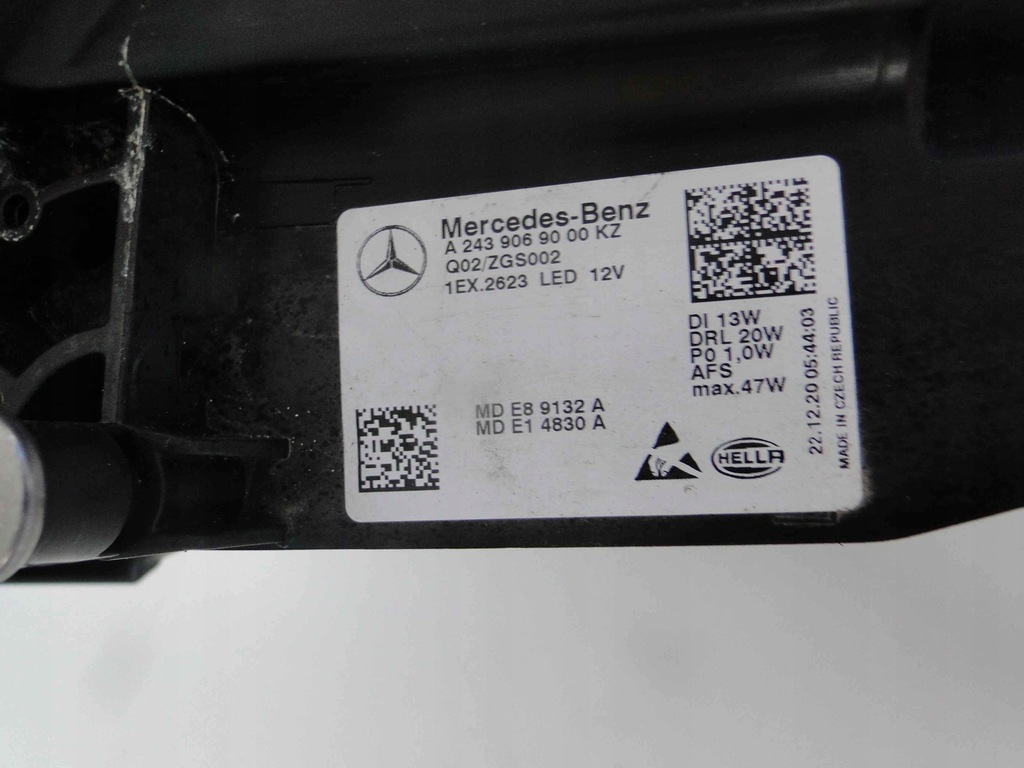 Mercedes-Benz
A 243 906 90 00 KZ
Q02/ZGS002
1EX.2623 LED 12V
DI 13W
DRL 20W
PO 1,0W
AFS
max.47W
MD E8 9132 A
MD E1 4830 A
HELLA
22.12.20 05:44:03
MADE IN CZECH REPUBLIC